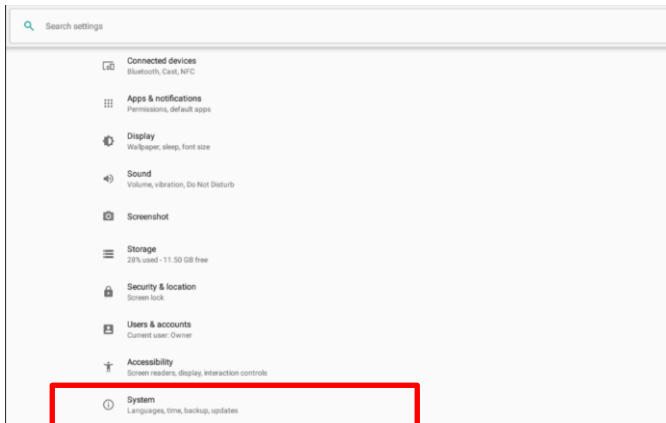 Search settings
Connected devices
Bluetooth, Cast, NFC
Apps & notifications
Permissions, default apps
Display
Wallpaper, sleep, font size
Sound
Volume, vibration, Do Not Disturb
Screenshot
Storage
28% used - 11.50 GB free
Security & location
Screen lock
Users & accounts
Current user: Owner
Accessibility
Screen readers, display, interaction controls
System
Languages, time, backup, updates